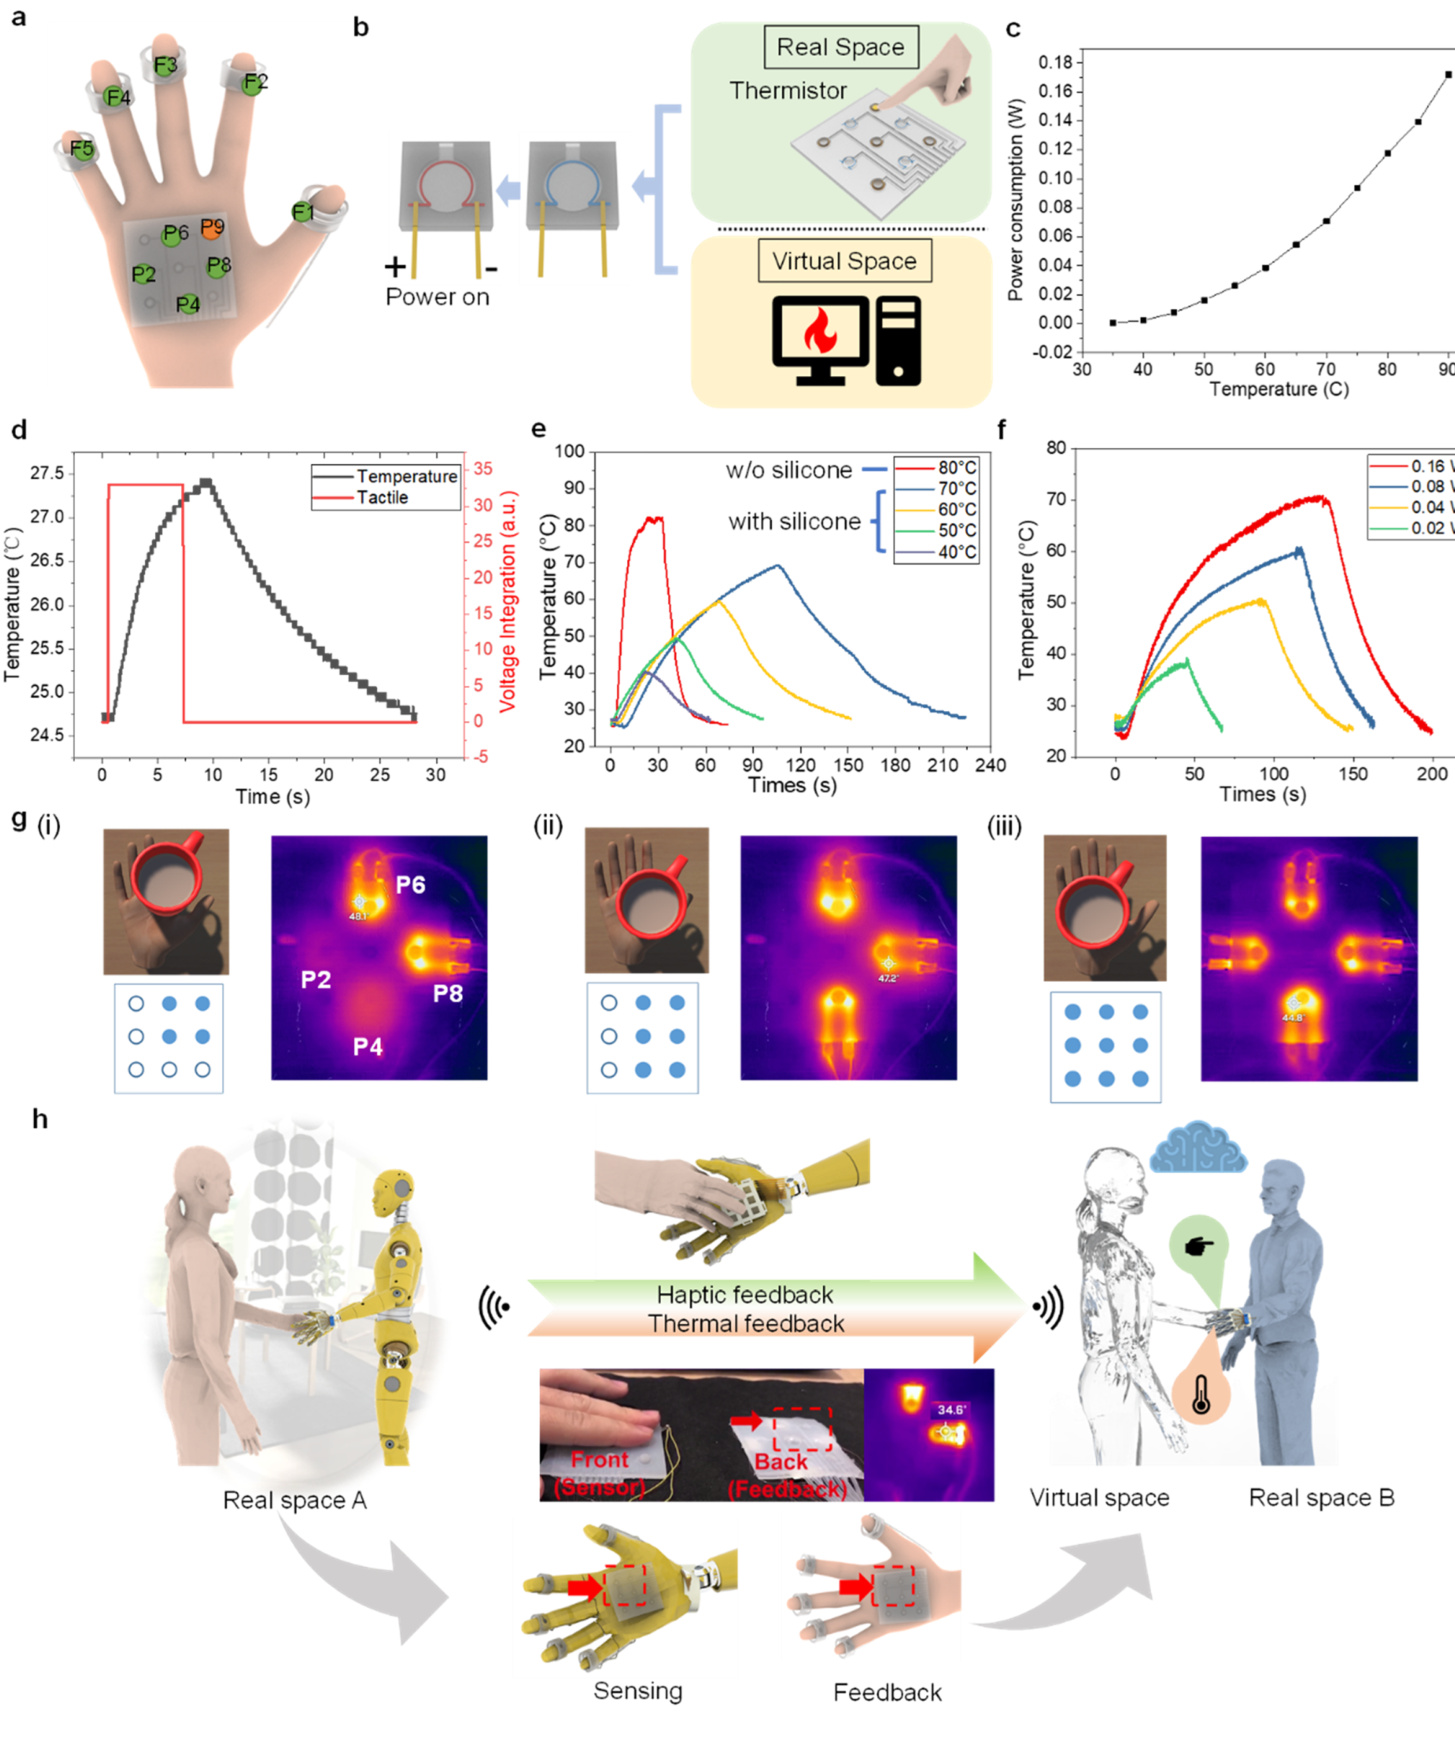 a
F3
F4
F2
F5
F1
P6
P9
P2
P8
P4
b
Real Space
Thermistor
Virtual Space
+
-
Power on
c
Power consumption (W)
0.18
0.16
0.14
0.12
0.10
0.08
0.06
0.04
0.02
0.00
-0.02
30 40 50 60 70 80 90
Temperature (C)
d
Temperature (℃)
27.5
27.0
26.5
26.0
25.5
25.0
24.5
Temperature
Tactile
35
30
25
20
15
10
5
0
-5
Voltage Integration (a.u.)
0 5 10 15 20 25 30
Time (s)
e
Temperature (°C)
100
90
80
70
60
50
40
30
20
w/o silicone
with silicone
80°C
70°C
60°C
50°C
40°C
0 30 60 90 120 150 180 210 240
Times (s)
f
Temperature (°C)
80
70
60
50
40
30
20
0.16 W
0.08 W
0.04 W
0.02 W
0 50 100 150 200
Times (s)
g
(i)
P6
48.1°
P2
P8
P4
(ii)
47.2°
(iii)
44.8°
h
Haptic feedback
Thermal feedback
34.6°
Front
(Sensor)
Back
(Feedback)
Real space A
Virtual space
Real space B
Sensing
Feedback